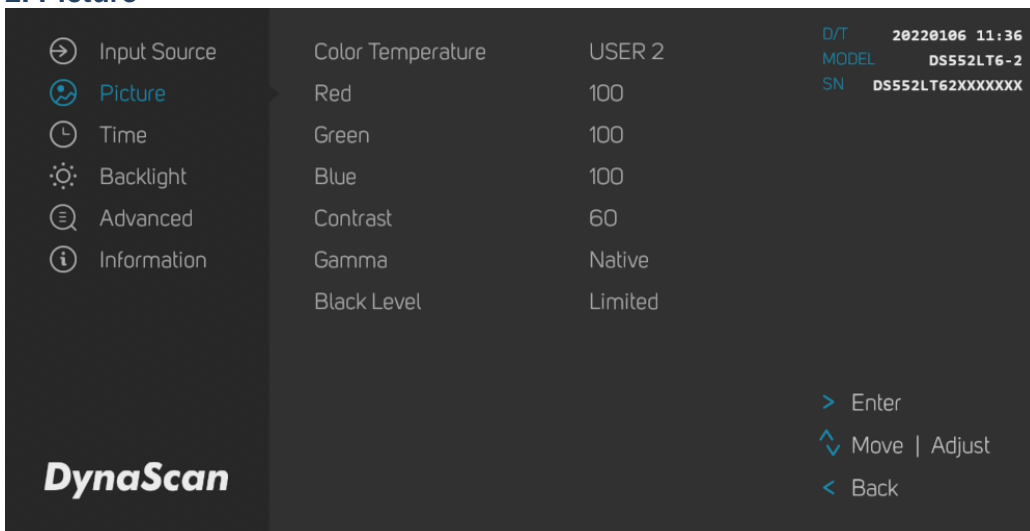 Input Source
Picture
Time
Backlight
Advanced
Information
DynaScan
Color Temperature USER 2
Red 100
Green 100
Blue 100
Contrast 60
Gamma Native
Black Level Limited
D/T 20220106 11:36
MODEL DS552LT6-2
SN DS552LT62XXXXXXX
> Enter
Move | Adjust
< Back